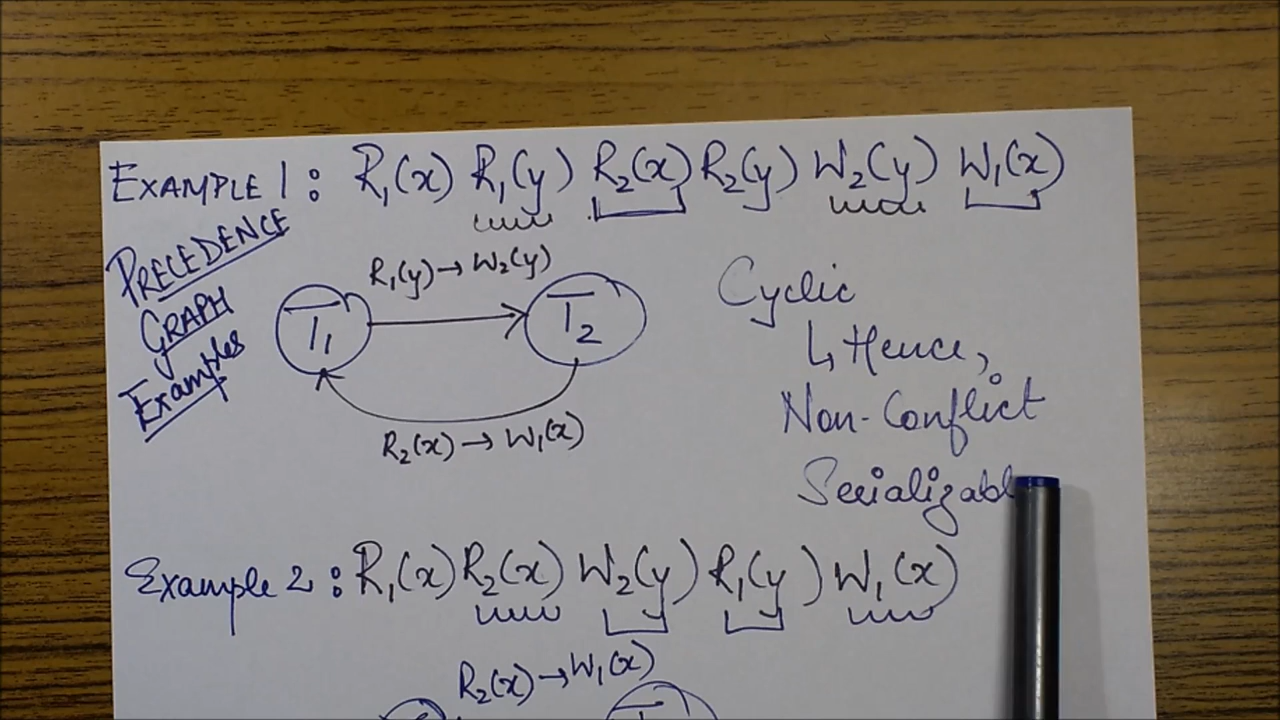 EXAMPLE 1 : R₁(x) R₁(y) R₂(x) R₂(y) W₂(y) W₁(x)
PRECEDENCE
GRAPH
Examples
R₁(y) → W₂(y)
T₁
T₂
R₂(x) → W₁(x)
Cyclic
↳ Hence,
Non-Conflict
Serializabl
Example 2 : R₁(x) R₂(x) W₂(y) R₁(y) W₁(x)
R₂(x) → W₁(x)